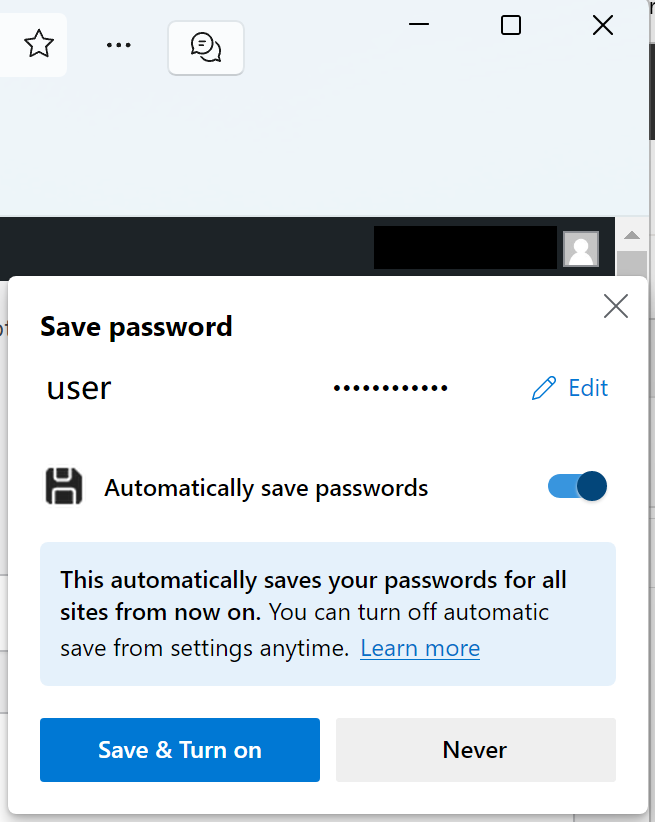 Save password
user •••••••••••• Edit
Automatically save passwords
This automatically saves your passwords for all
sites from now on. You can turn off automatic
save from settings anytime. Learn more
Save & Turn on Never